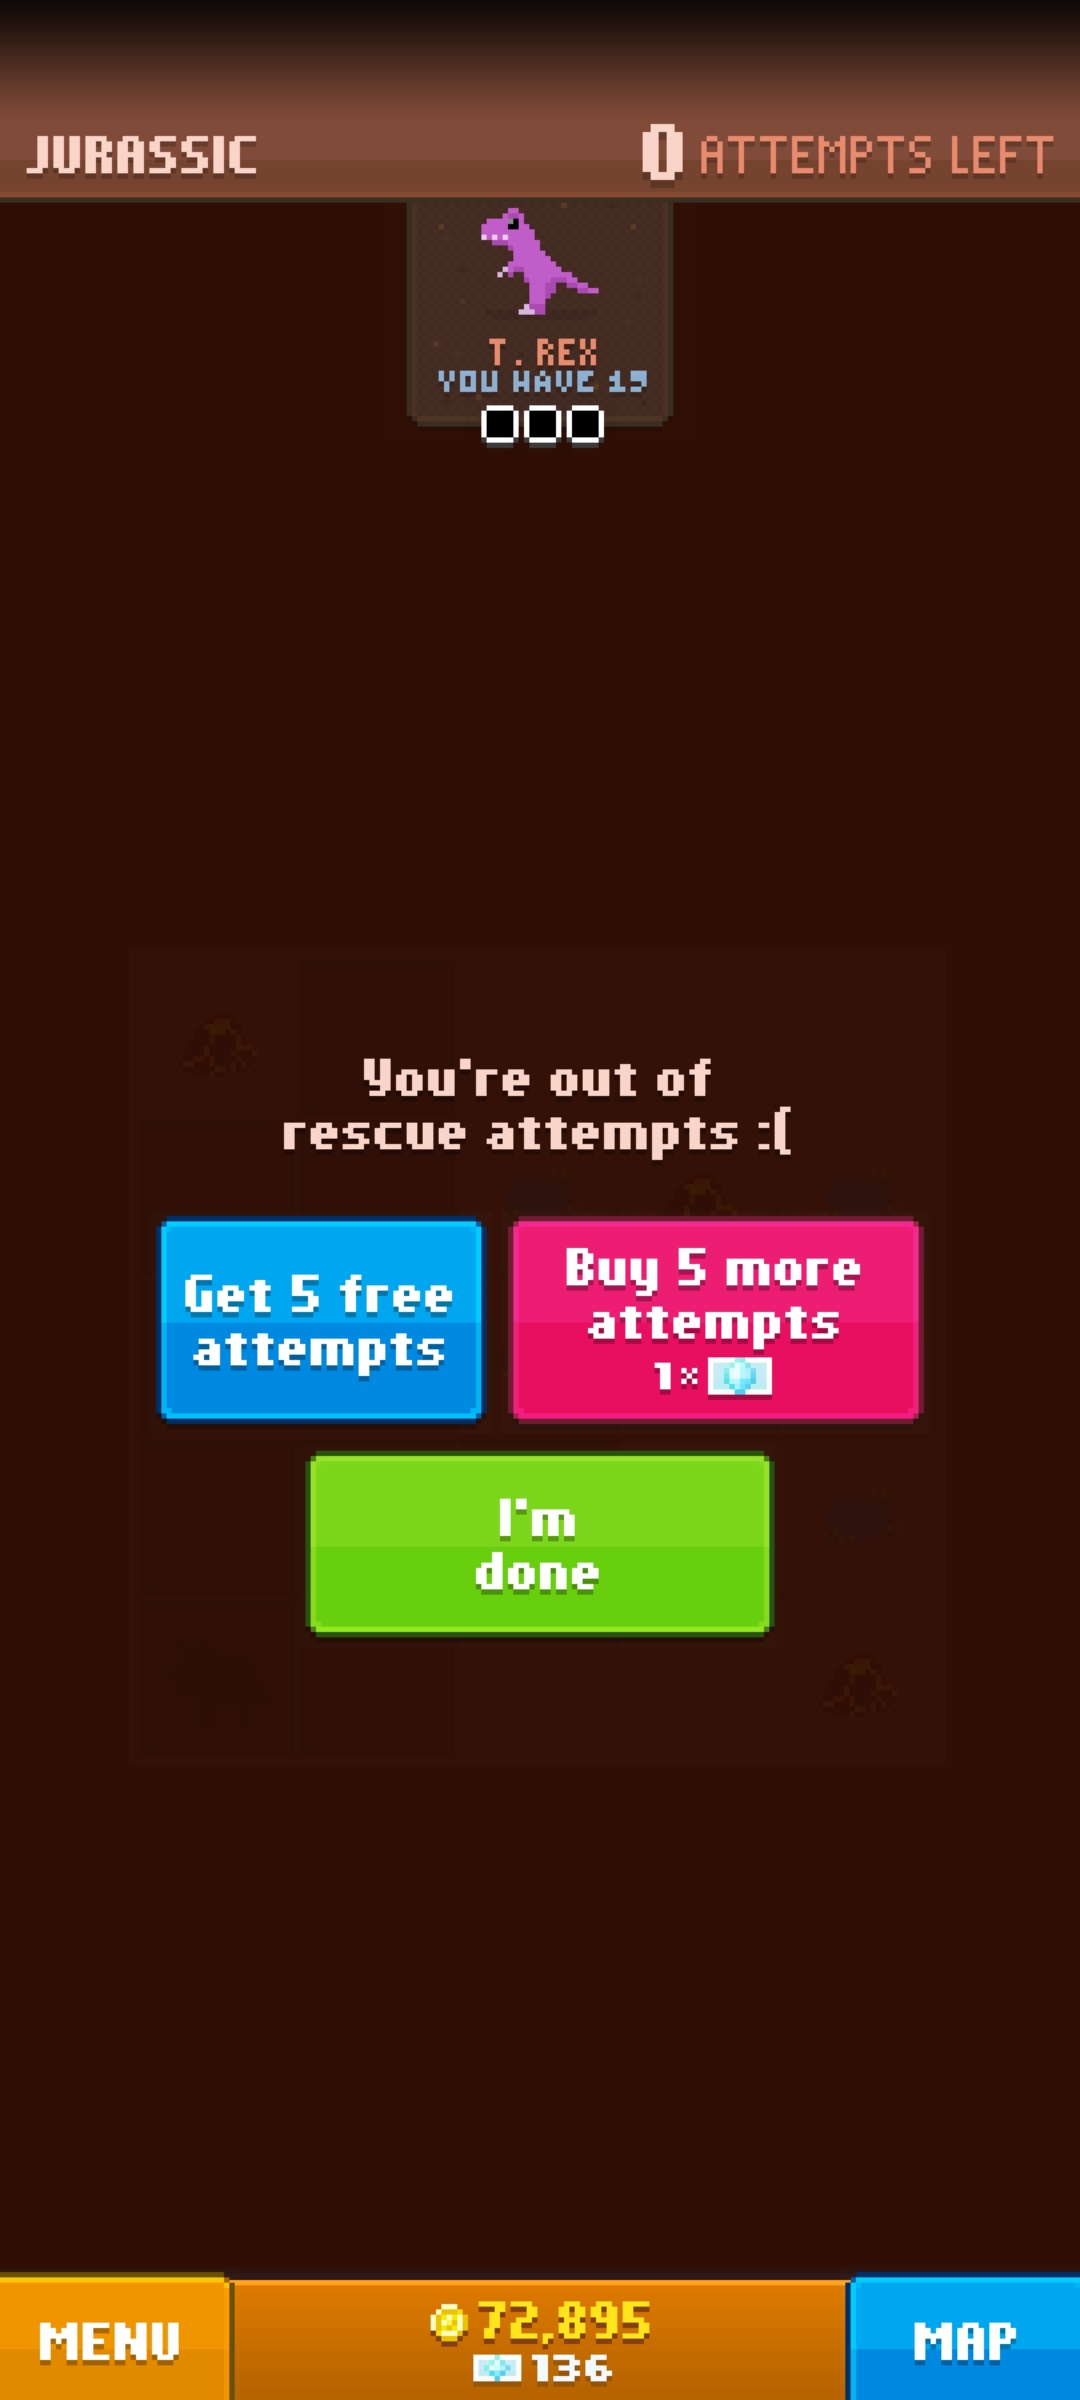 JURASSIC
0 ATTEMPTS LEFT
T. REX
YOU HAVE 19
You're out of
rescue attempts :(
Get 5 free
attempts
Buy 5 more
attempts
1×
I'm
done
MENU
72,895
136
MAP